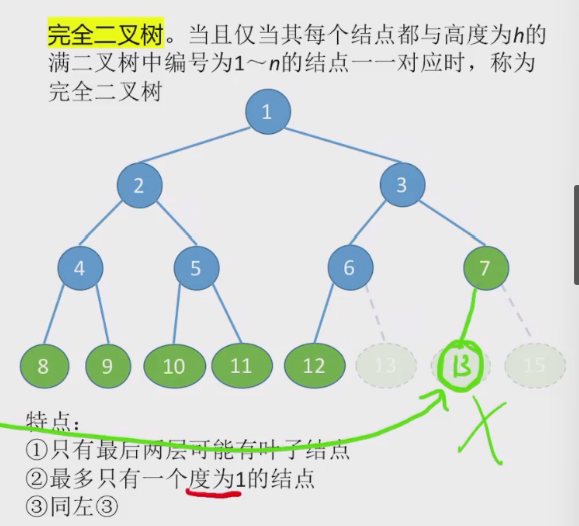 完全二叉树。当且仅当其每个结点都与高度为h的
满二叉树中编号为1～n的结点一一对应时，称为
完全二叉树
1
2 3
4 5 6 7
8 9 10 11 12 13 13 15
特点：
①只有最后两层可能有叶子结点
②最多只有一个度为1的结点
③同左③